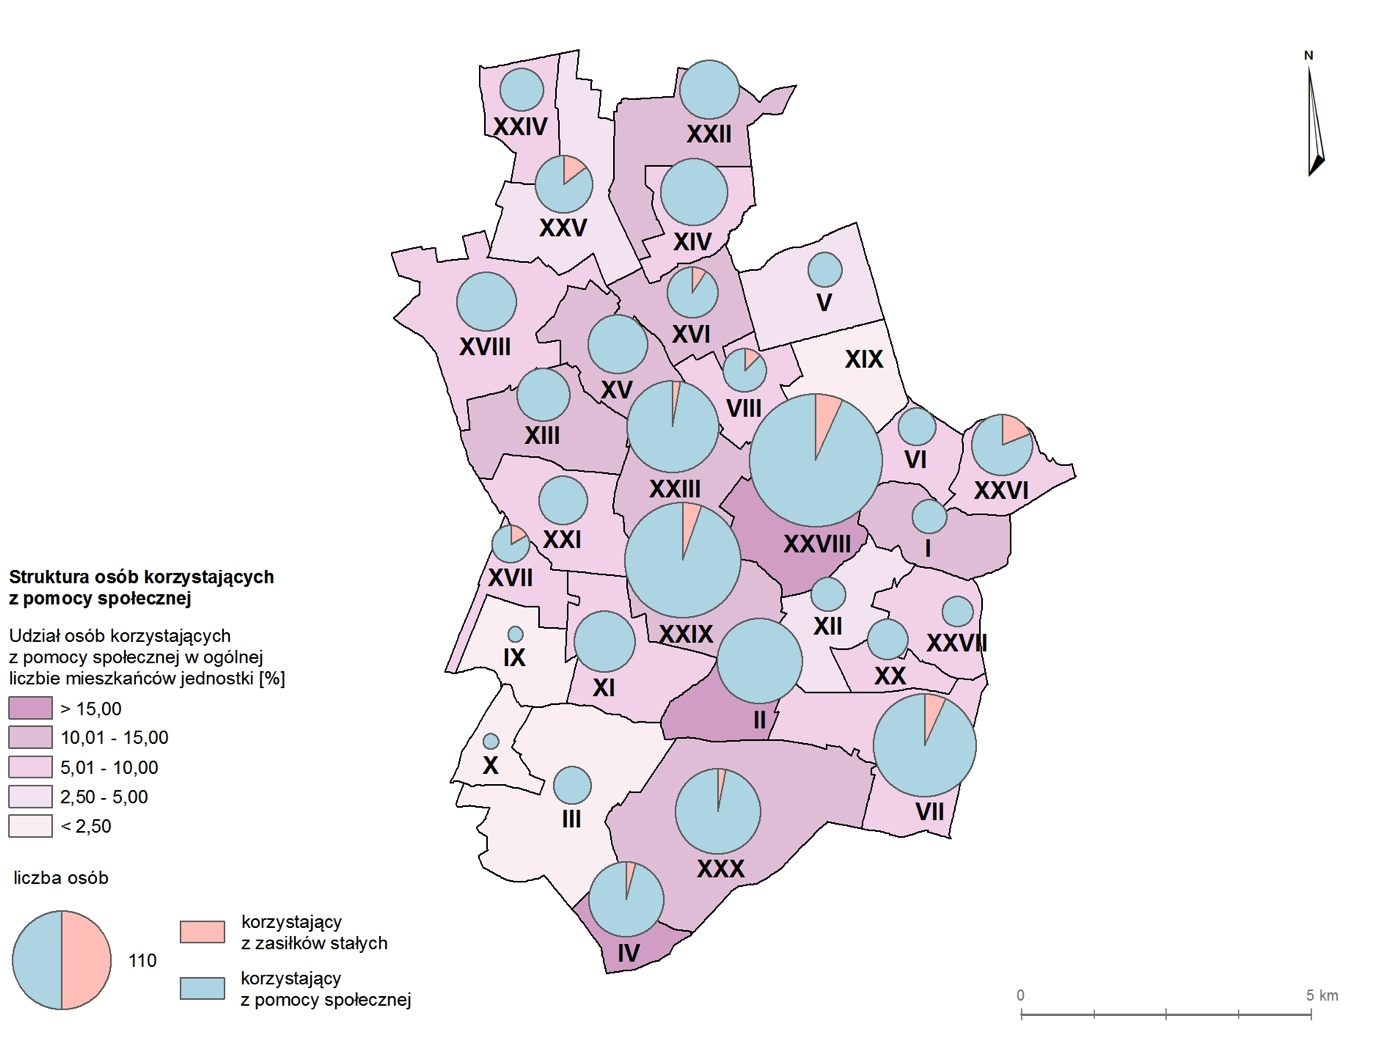 N
XXIV
XXII
XXV
XIV
V
XVIII
XVI
XIX
XV
VIII
XIII
VI
XXIII
XXVI
XXI
XXVIII
I
XVII
XII
XXIX
XXVII
IX
XX
XI
II
X
III
VII
XXX
IV
Struktura osób korzystających
z pomocy społecznej
Udział osób korzystających
z pomocy społecznej w ogólnej
liczbie mieszkańców jednostki [%]
> 15,00
10,01 - 15,00
5,01 - 10,00
2,50 - 5,00
< 2,50
liczba osób
110
korzystający
z zasiłków stałych
korzystający
z pomocy społecznej
0 5 km